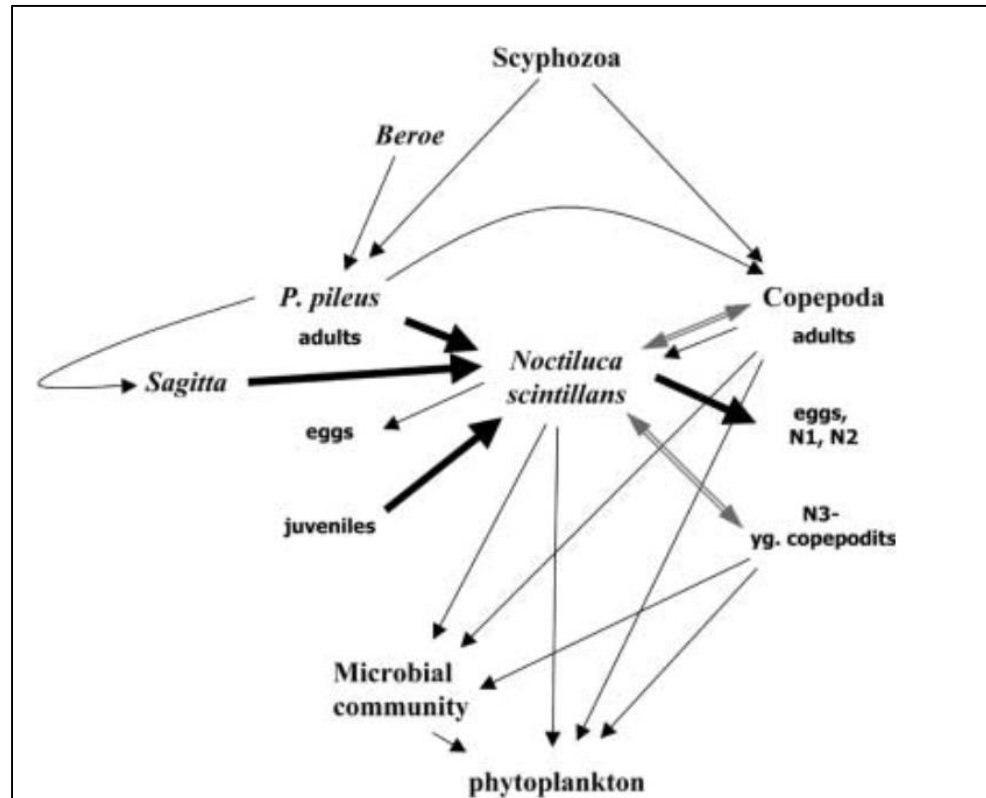 Scyphozoa
Beroe
P. pileus
adults
Copepoda
adults
Sagitta
Noctiluca
scintillans
eggs
eggs,
N1, N2
juveniles
N3-
yg. copepodits
Microbial
community
phytoplankton